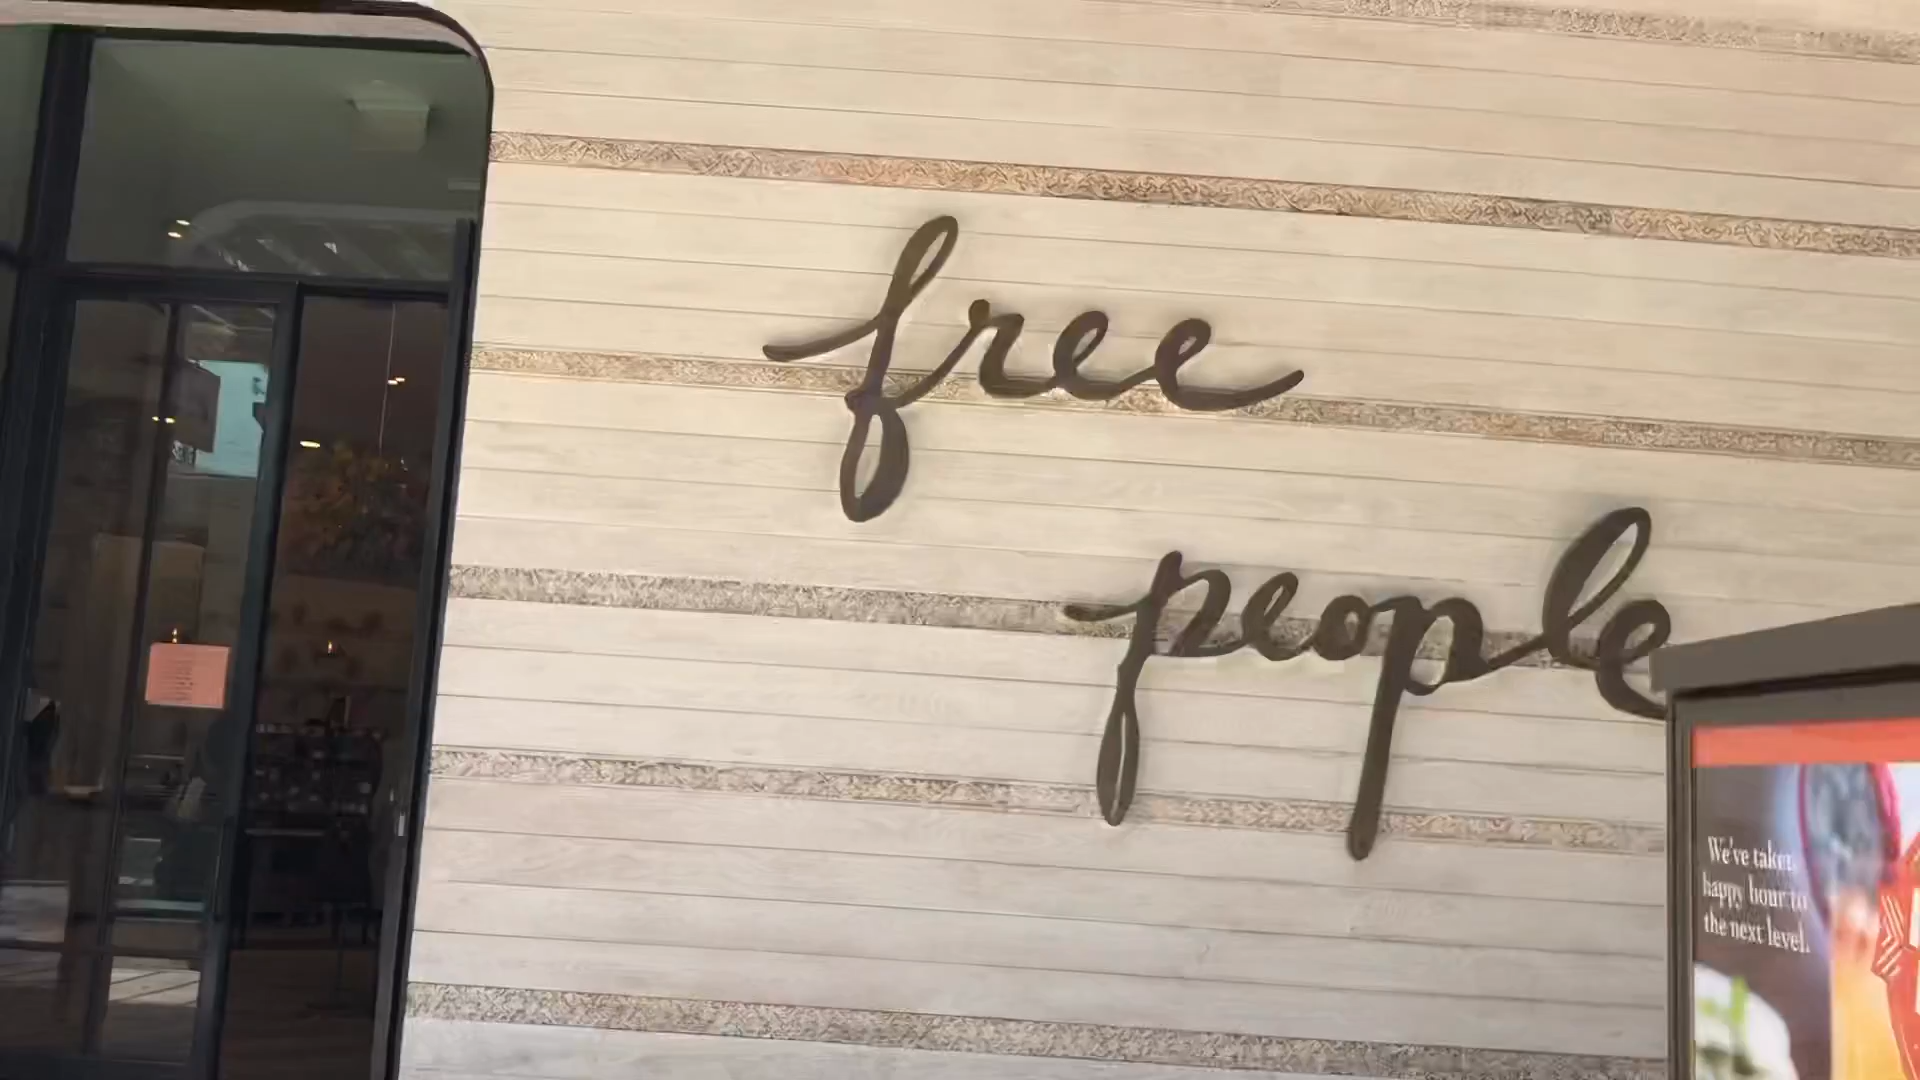 free
people
We've taken
happy hour to
the next level.